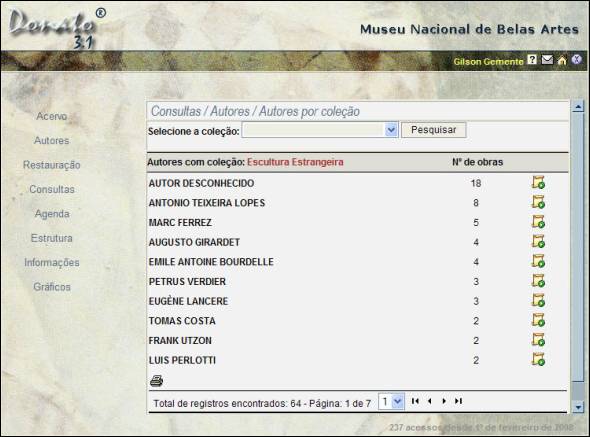 Donato ®
3.1
Museu Nacional de Belas Artes
Gilson Gemente ?
Acervo
Autores
Restauração
Consultas
Agenda
Estrutura
Informações
Gráficos
Consultas / Autores / Autores por coleção
Selecione a coleção: Pesquisar
Autores com coleção: Escultura Estrangeira Nº de obras
AUTOR DESCONHECIDO 18
ANTONIO TEIXEIRA LOPES 8
MARC FERREZ 5
AUGUSTO GIRARDET 4
EMILE ANTOINE BOURDELLE 4
PETRUS VERDIER 3
EUGÈNE LANCERE 3
TOMAS COSTA 2
FRANK UTZON 2
LUIS PERLOTTI 2
Total de registros encontrados: 64 - Página: 1 de 7 1
237 acessos desde 1º de fevereiro de 2008